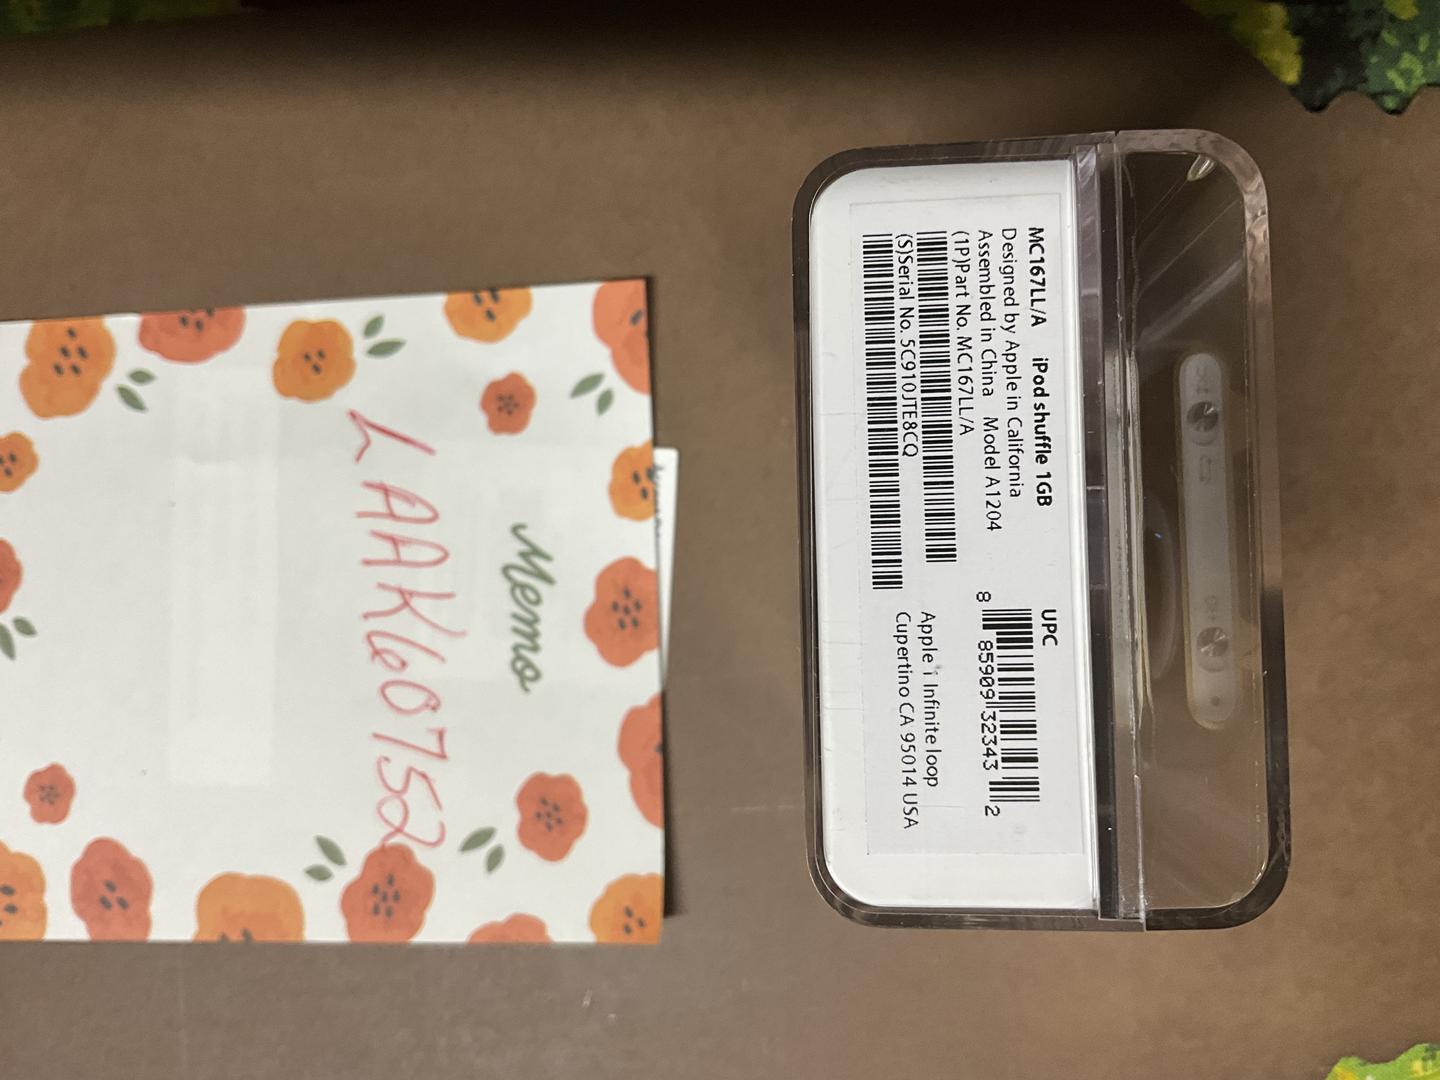 MC167LL/A iPod shuffle 1GB
Designed by Apple in California
Assembled in China Model A1204
(1P)Part No. MC167LL/A
(S)Serial No. 5C910JTE8CQ
UPC
8 85909 32343 2
Apple 1 Infinite loop
Cupertino CA 95014 USA
Memo
LAAK60752